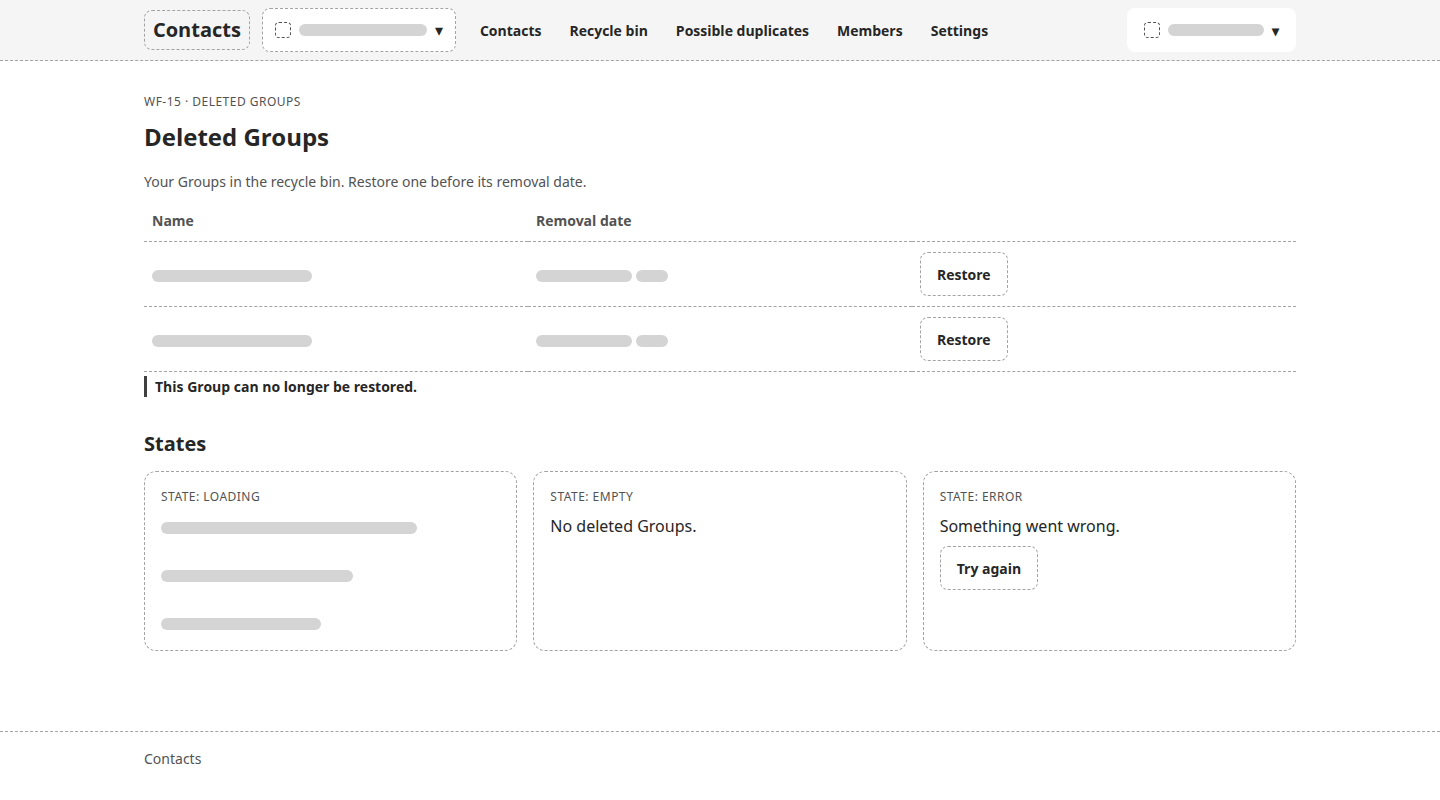 Contacts ▾ Contacts Recycle bin Possible duplicates Members Settings ▾
WF-15 · DELETED GROUPS
Deleted Groups
Your Groups in the recycle bin. Restore one before its removal date.
Name Removal date
Restore
Restore
This Group can no longer be restored.
States
STATE: LOADING
STATE: EMPTY
No deleted Groups.
STATE: ERROR
Something went wrong.
Try again
Contacts